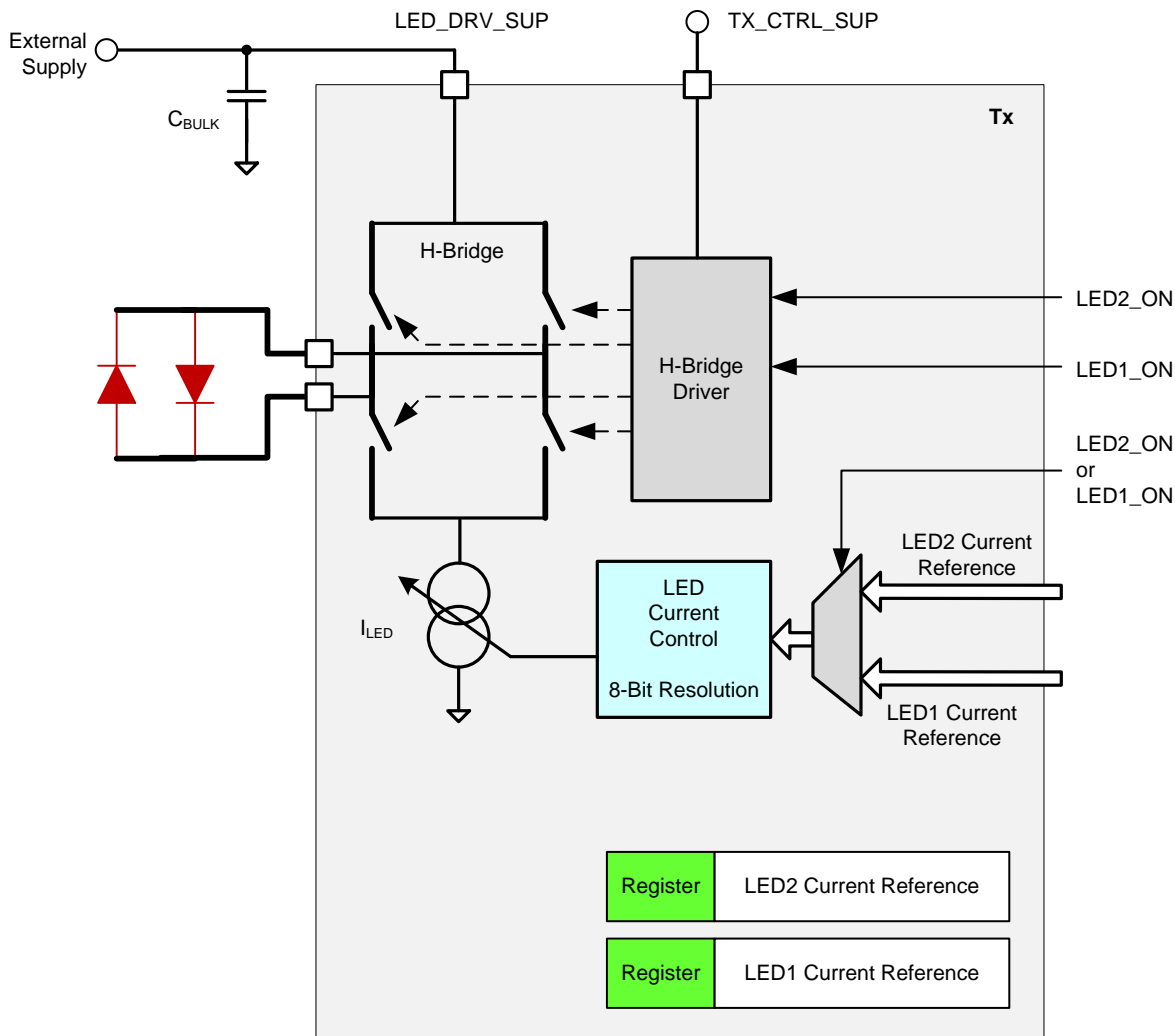 LED_DRV_SUP
TX_CTRL_SUP
External
Supply
CBULK
Tx
H-Bridge
LED2_ON
H-Bridge
Driver
LED1_ON
LED2_ON
or
LED1_ON
LED2 Current
Reference
LED
Current
Control
8-Bit Resolution
ILED
LED1 Current
Reference
Register
LED2 Current Reference
Register
LED1 Current Reference